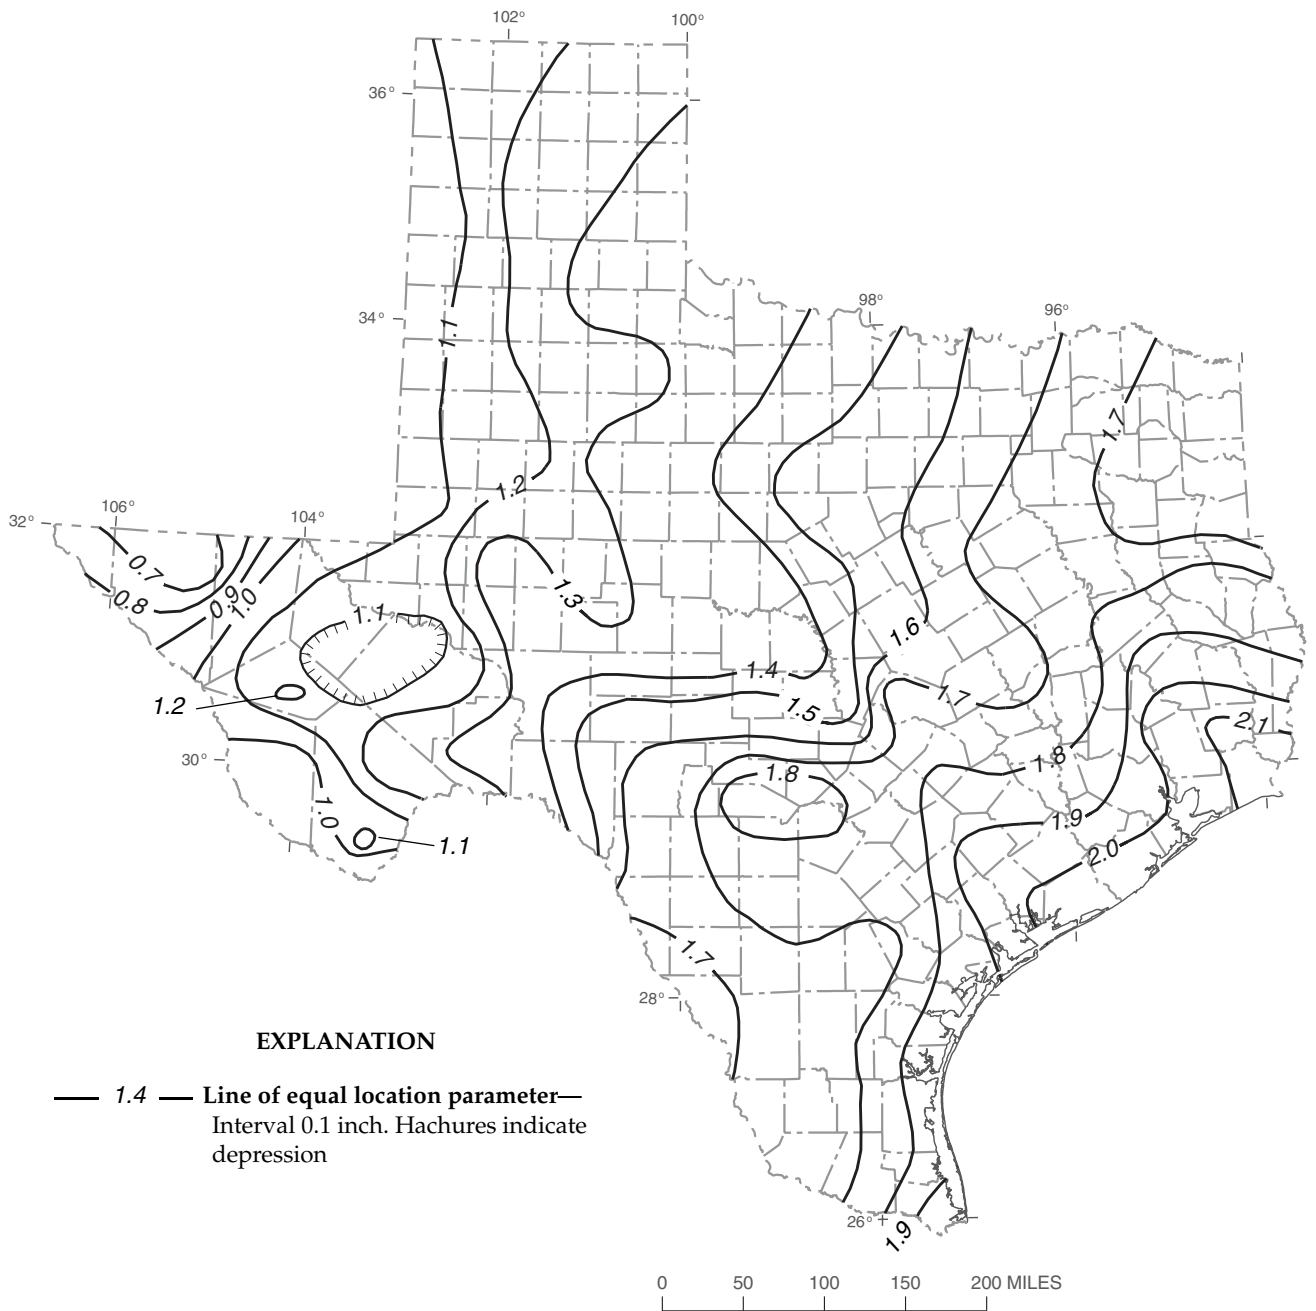 102° 100°
36°
34° 1.1 98° 96°
1.7
1.2
32° 106° 104°
0.7
0.8 0.9 1.0 1.3
1.1
1.6
1.4
1.2 1.5 1.7
2.1
30° 1.8 1.8
1.0
1.1 1.9
2.0
1.7
28°
26°
1.9
EXPLANATION
1.4 Line of equal location parameter—
Interval 0.1 inch. Hachures indicate
depression
0 50 100 150 200 MILES